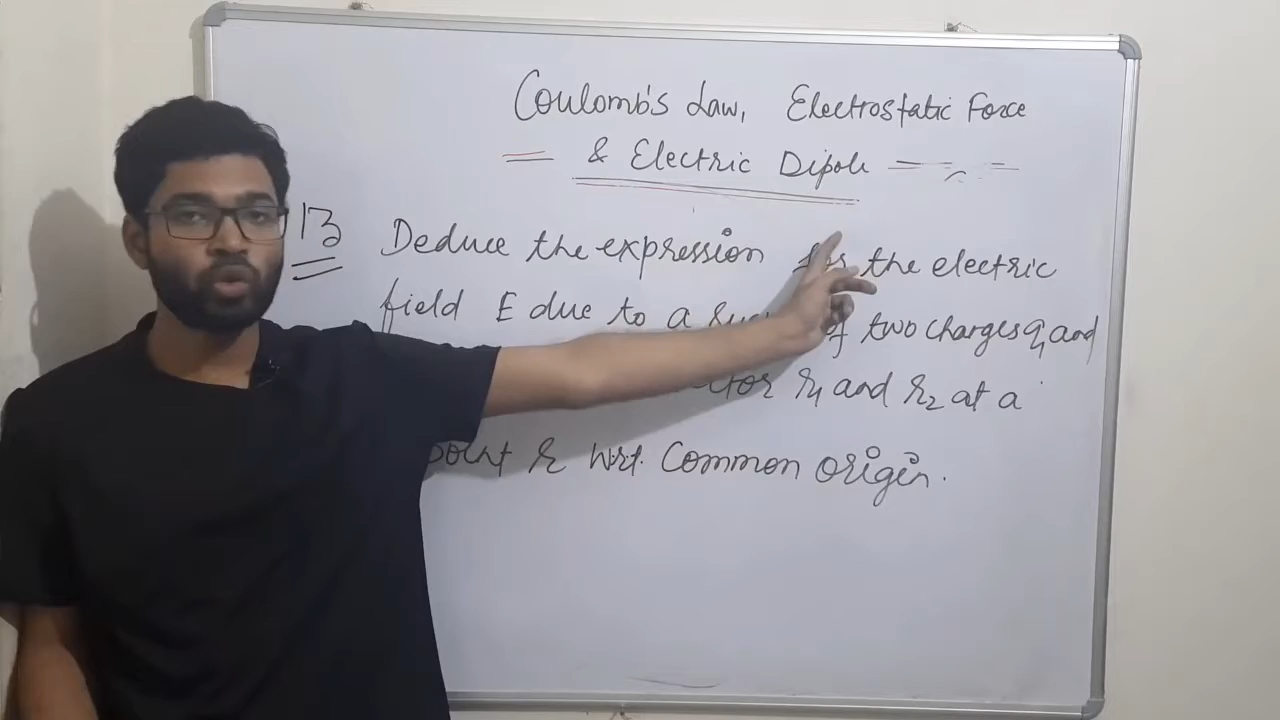 Coulomb's Law, Electrostatic Force
& Electric Dipole
13 Deduce the expression for the electric
field E due to a of two charges q1 and
r1 and r2 at a
point r w.r.t. Common origin.